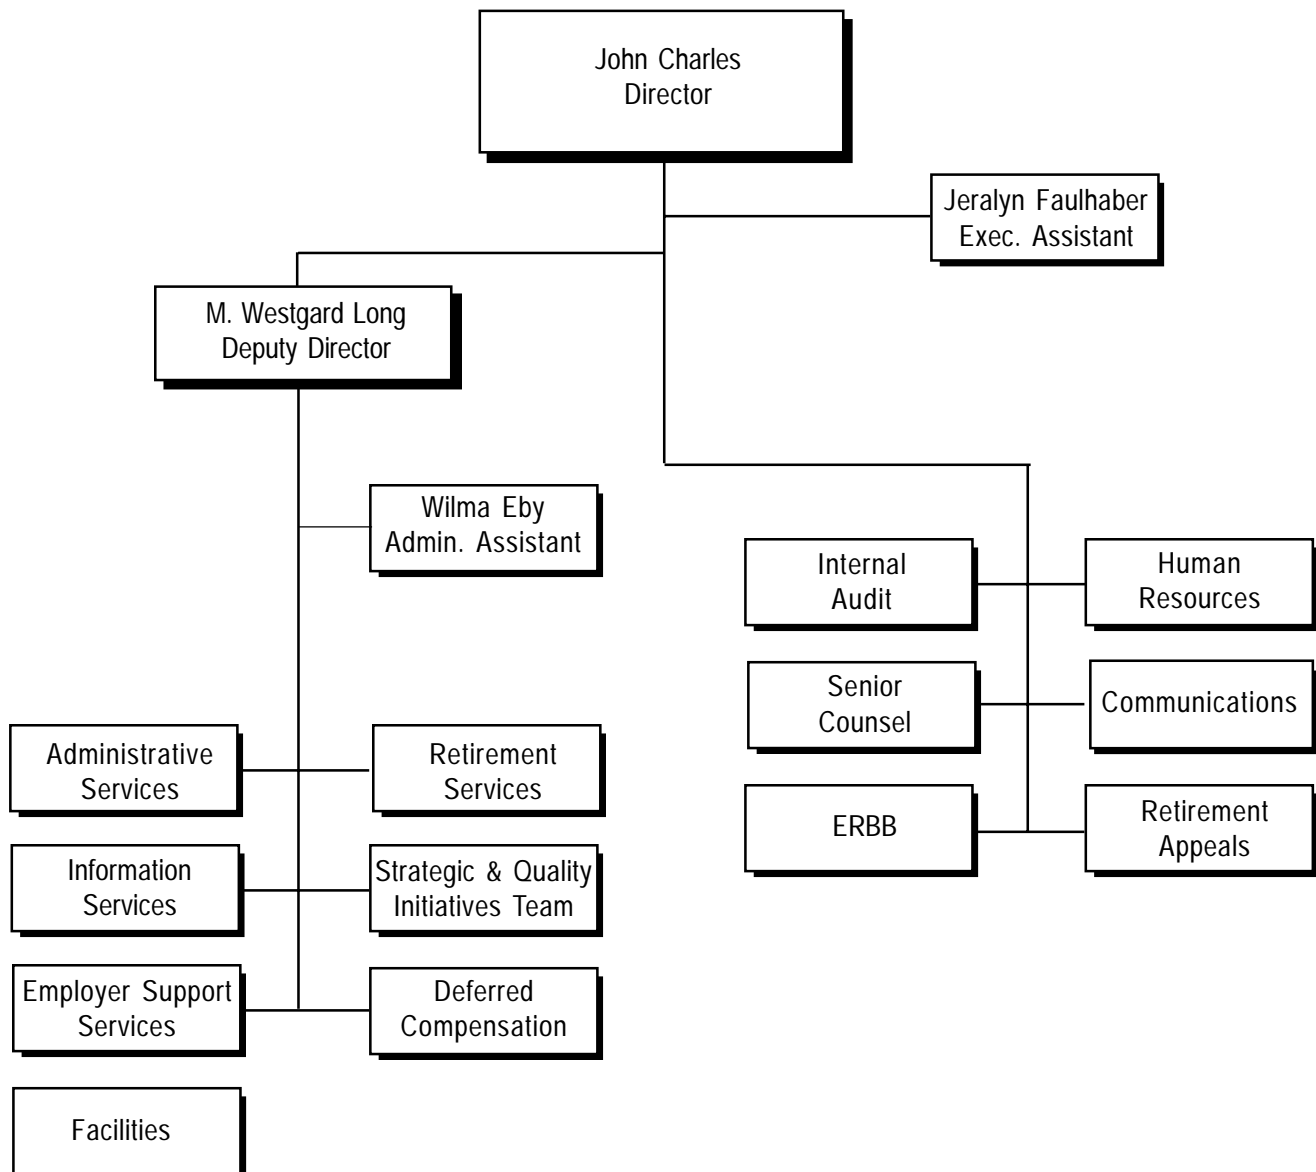 John Charles
Director
Jeralyn Faulhaber
Exec. Assistant
M. Westgard Long
Deputy Director
Wilma Eby
Admin. Assistant
Internal
Audit
Human
Resources
Senior
Counsel
Communications
ERBB
Retirement
Appeals
Administrative
Services
Retirement
Services
Information
Services
Strategic & Quality
Initiatives Team
Employer Support
Services
Deferred
Compensation
Facilities